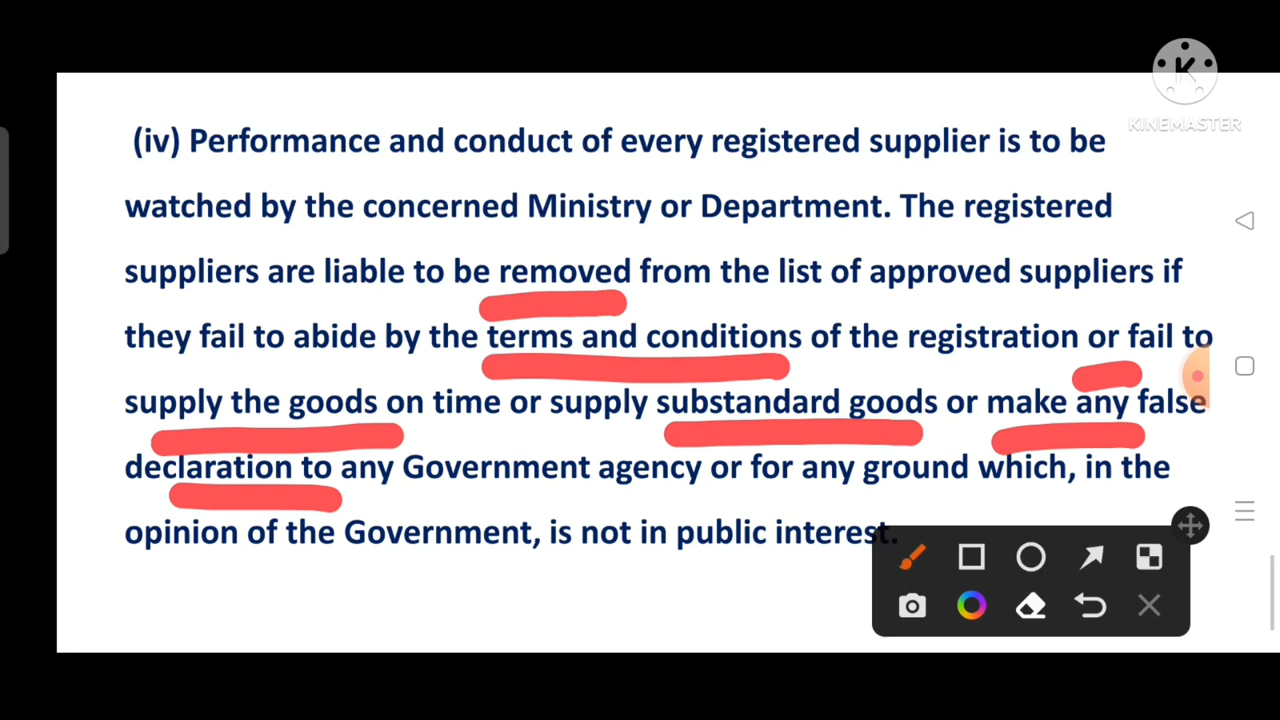 KINEMASTER
(iv) Performance and conduct of every registered supplier is to be
watched by the concerned Ministry or Department. The registered
suppliers are liable to be removed from the list of approved suppliers if
they fail to abide by the terms and conditions of the registration or fail to
supply the goods on time or supply substandard goods or make any false
declaration to any Government agency or for any ground which, in the
opinion of the Government, is not in public interest.